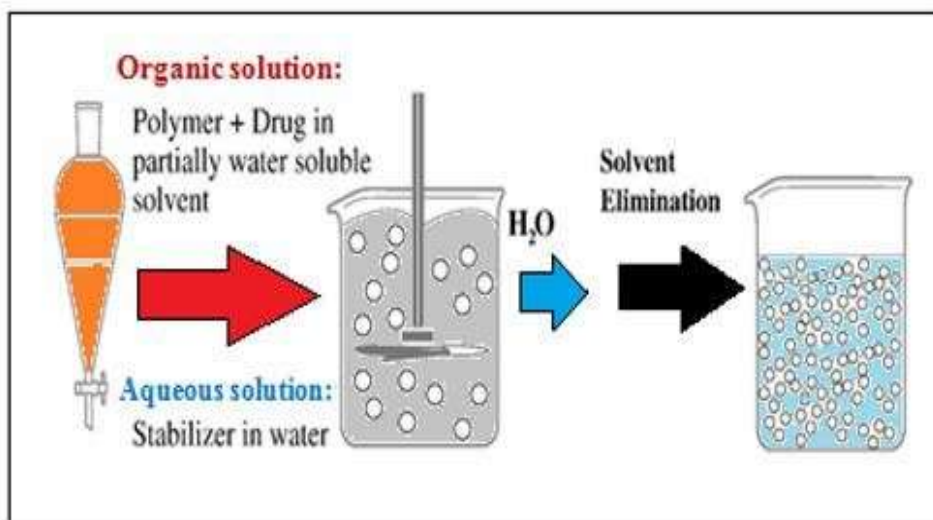 Organic solution:
Polymer + Drug in
partially water soluble
solvent
Aqueous solution:
Stabilizer in water
H₂O
Solvent
Elimination